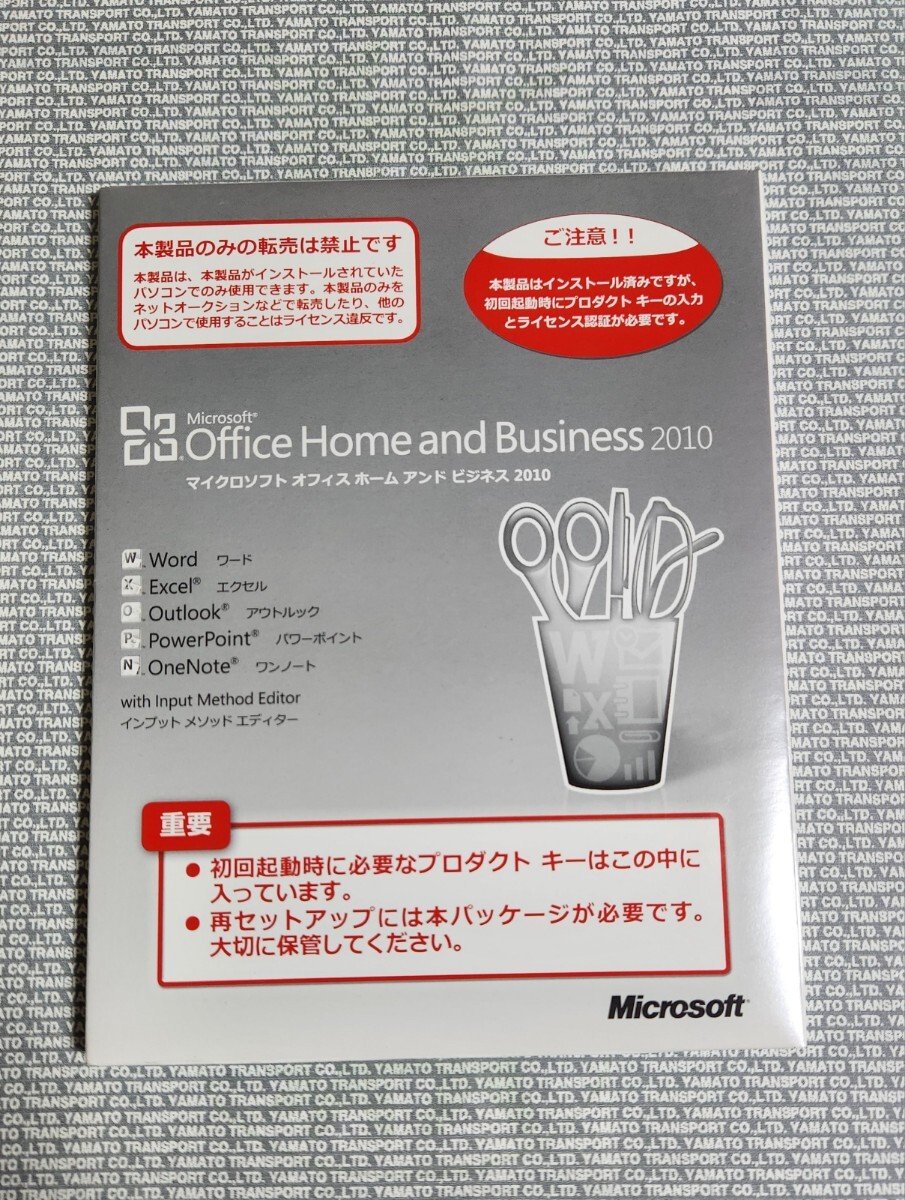 本製品のみの転売は禁止です
本製品は、本製品がインストールされていた
パソコンでのみ使用できます。本製品のみを
ネットオークションなどで転売したり、他の
パソコンで使用することはライセンス違反です。
ご注意！！
本製品はインストール済みですが、
初回起動時にプロダクト キーの入力
とライセンス認証が必要です。
Microsoft®
Office Home and Business 2010
マイクロソフト オフィス ホーム アンド ビジネス 2010
Word ワード
Excel® エクセル
Outlook® アウトルック
PowerPoint® パワーポイント
OneNote® ワンノート
with Input Method Editor
インプット メソッド エディター
重要
● 初回起動時に必要なプロダクト キーはこの中に
入っています。
● 再セットアップには本パッケージが必要です。
大切に保管してください。
Microsoft
YAMATO TRANSPORT CO.,LTD.